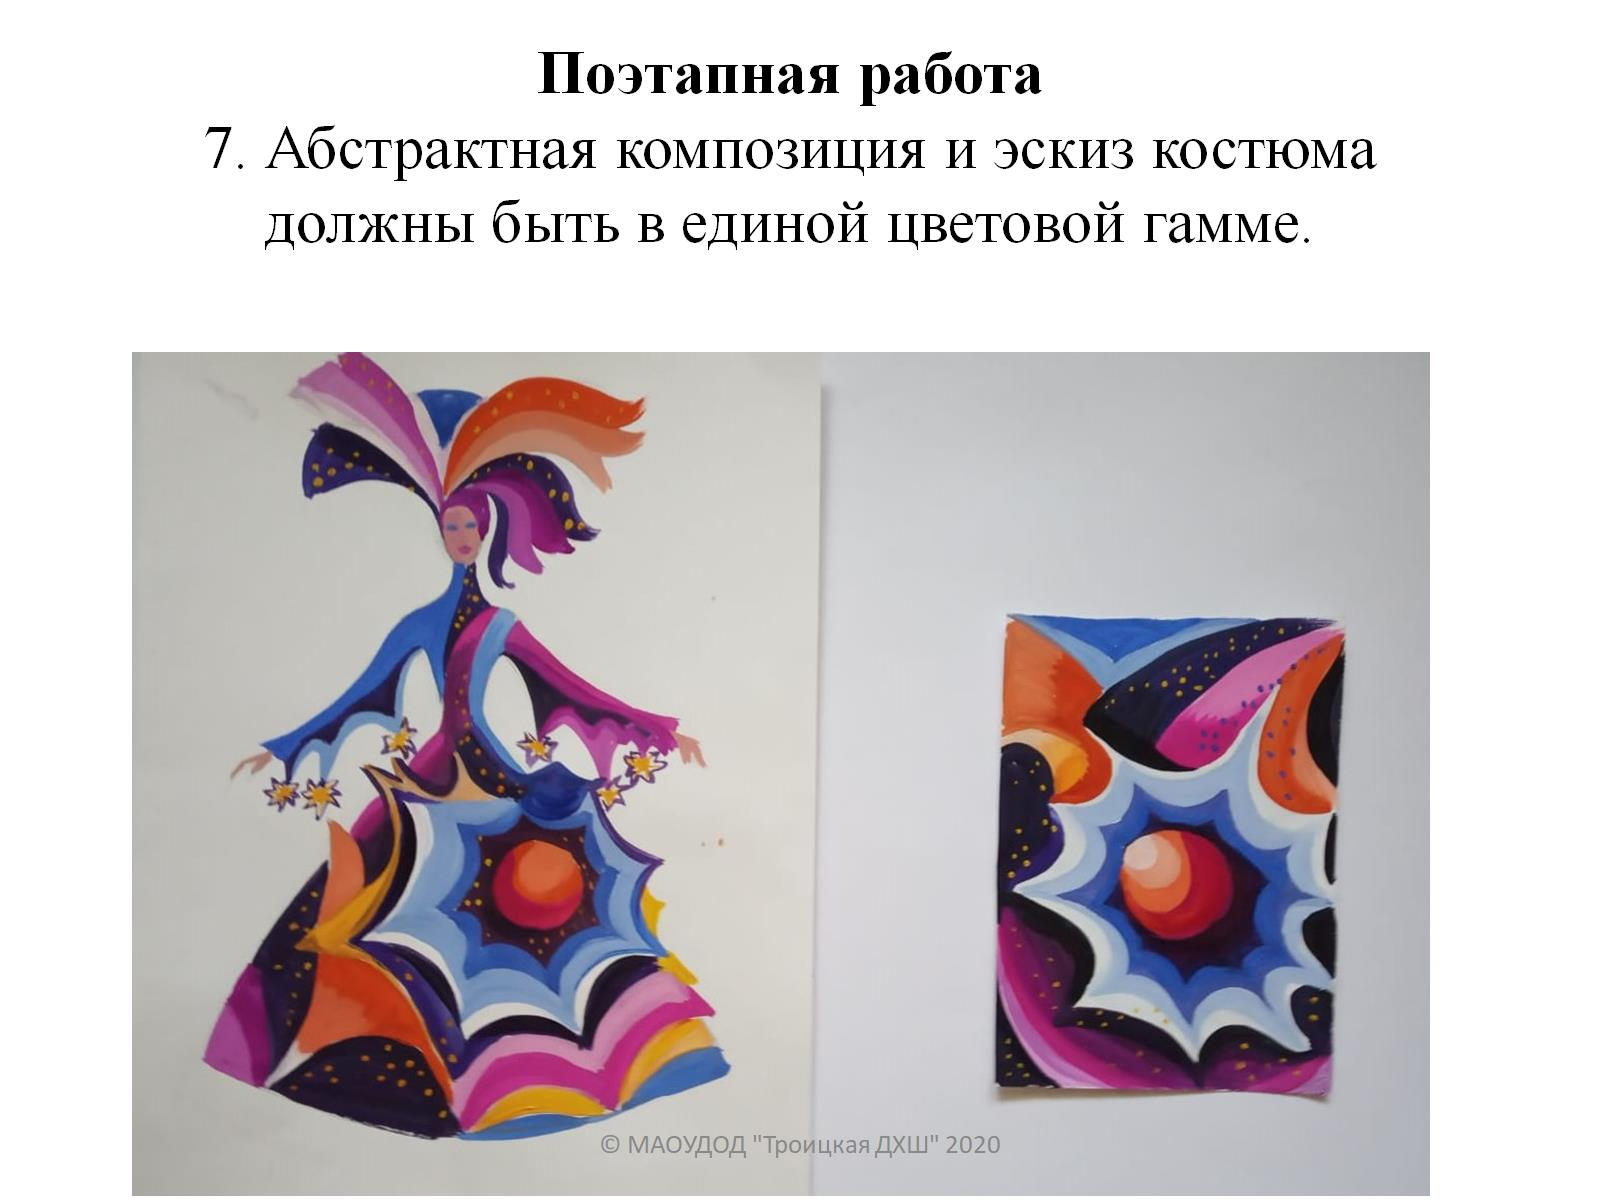 Поэтапная работа
7. Абстрактная композиция и эскиз костюма
должны быть в единой цветовой гамме.
© МАОУДОД "Троицкая ДХШ" 2020